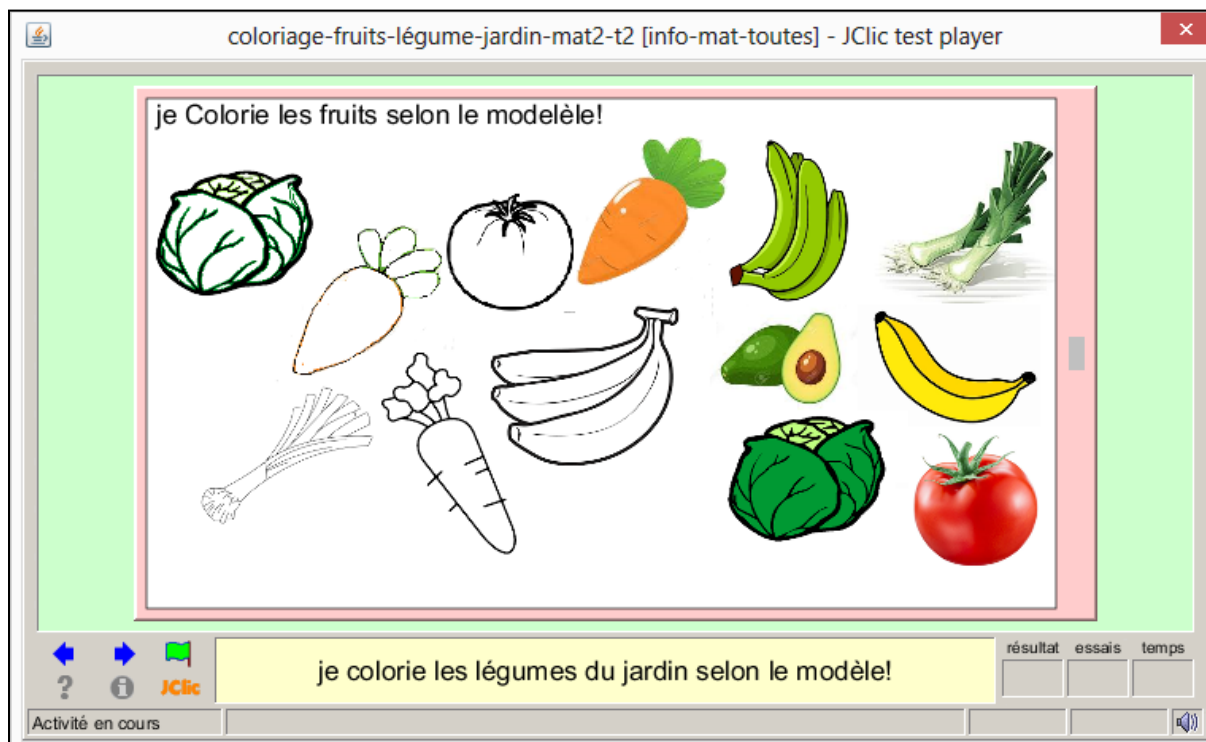 coloriage-fruits-légume-jardin-mat2-t2 [info-mat-toutes] - JClic test player
je Colorie les fruits selon le modelèle!
résultat essais temps
je colorie les légumes du jardin selon le modèle!
JClic
Activité en cours